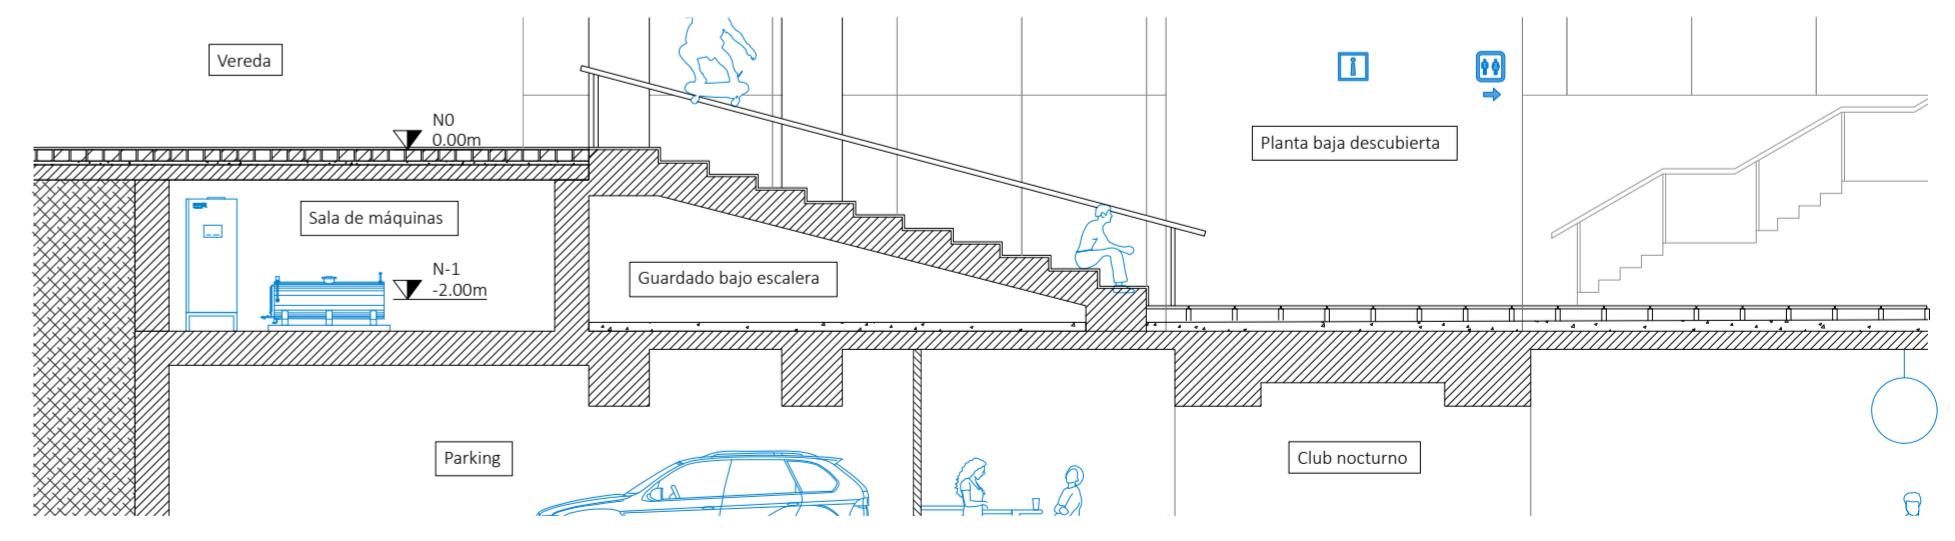 Vereda
N0
0.00m
Planta baja descubierta
Sala de máquinas
N-1
-2.00m
Guardado bajo escalera
Parking
Club nocturno